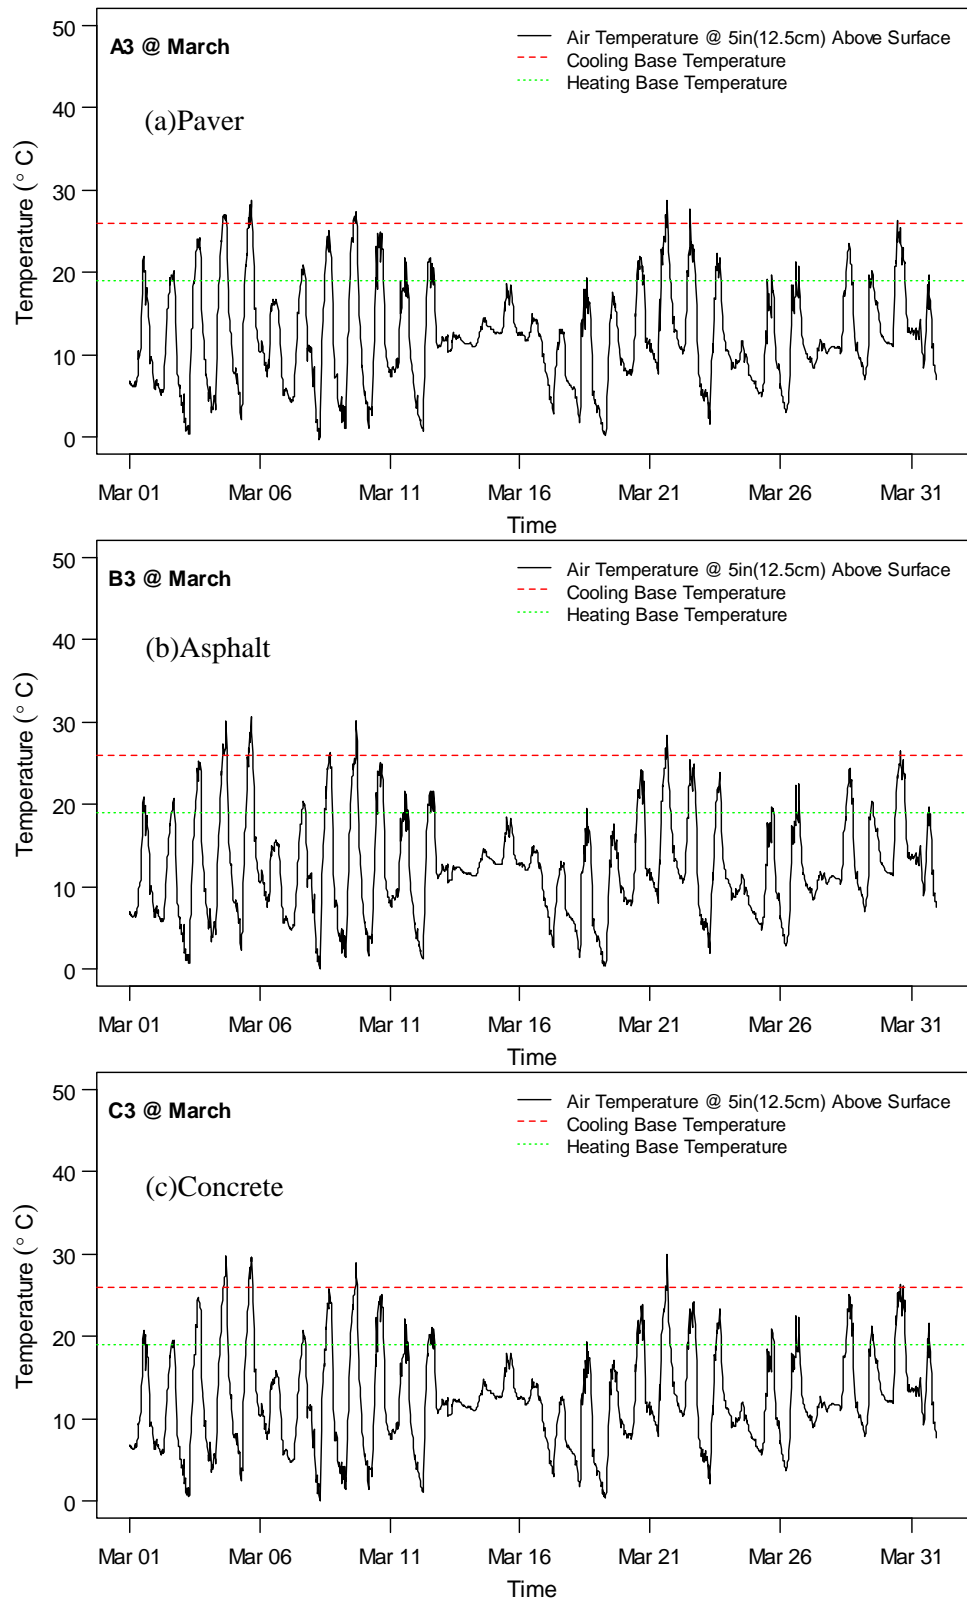 A3 @ March
Air Temperature @ 5in(12.5cm) Above Surface
Cooling Base Temperature
Heating Base Temperature
(a)Paver
Temperature (° C)
50
40
30
20
10
0
Mar 01 Mar 06 Mar 11 Mar 16 Mar 21 Mar 26 Mar 31
Time
B3 @ March
Air Temperature @ 5in(12.5cm) Above Surface
Cooling Base Temperature
Heating Base Temperature
(b)Asphalt
Temperature (° C)
50
40
30
20
10
0
Mar 01 Mar 06 Mar 11 Mar 16 Mar 21 Mar 26 Mar 31
Time
C3 @ March
Air Temperature @ 5in(12.5cm) Above Surface
Cooling Base Temperature
Heating Base Temperature
(c)Concrete
Temperature (° C)
50
40
30
20
10
0
Mar 01 Mar 06 Mar 11 Mar 16 Mar 21 Mar 26 Mar 31
Time